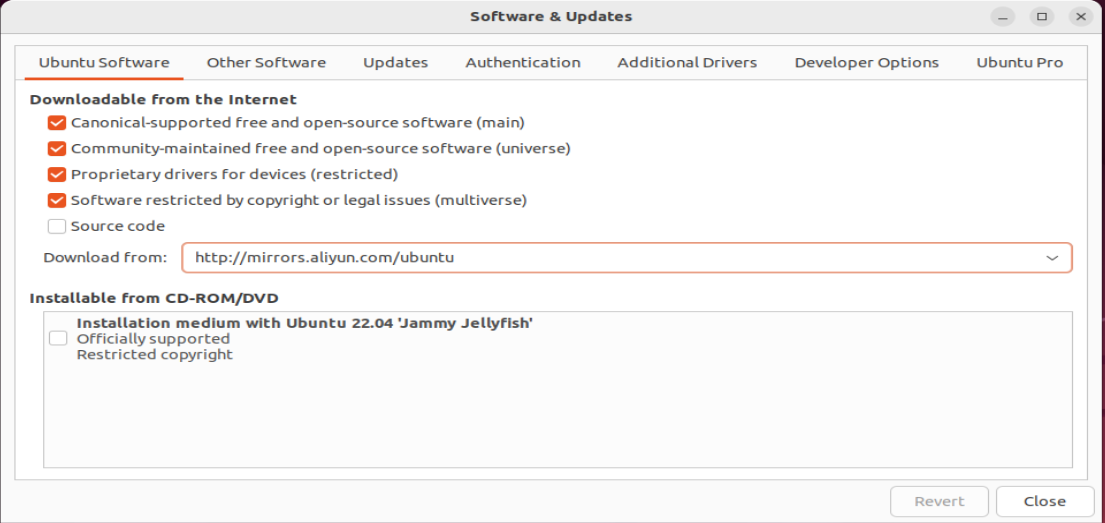 Software & Updates
Ubuntu Software Other Software Updates Authentication Additional Drivers Developer Options Ubuntu Pro
Downloadable from the Internet
Canonical-supported free and open-source software (main)
Community-maintained free and open-source software (universe)
Proprietary drivers for devices (restricted)
Software restricted by copyright or legal issues (multiverse)
Source code
Download from: http://mirrors.aliyun.com/ubuntu
Installable from CD-ROM/DVD
Installation medium with Ubuntu 22.04 'Jammy Jellyfish'
Officially supported
Restricted copyright
Revert Close